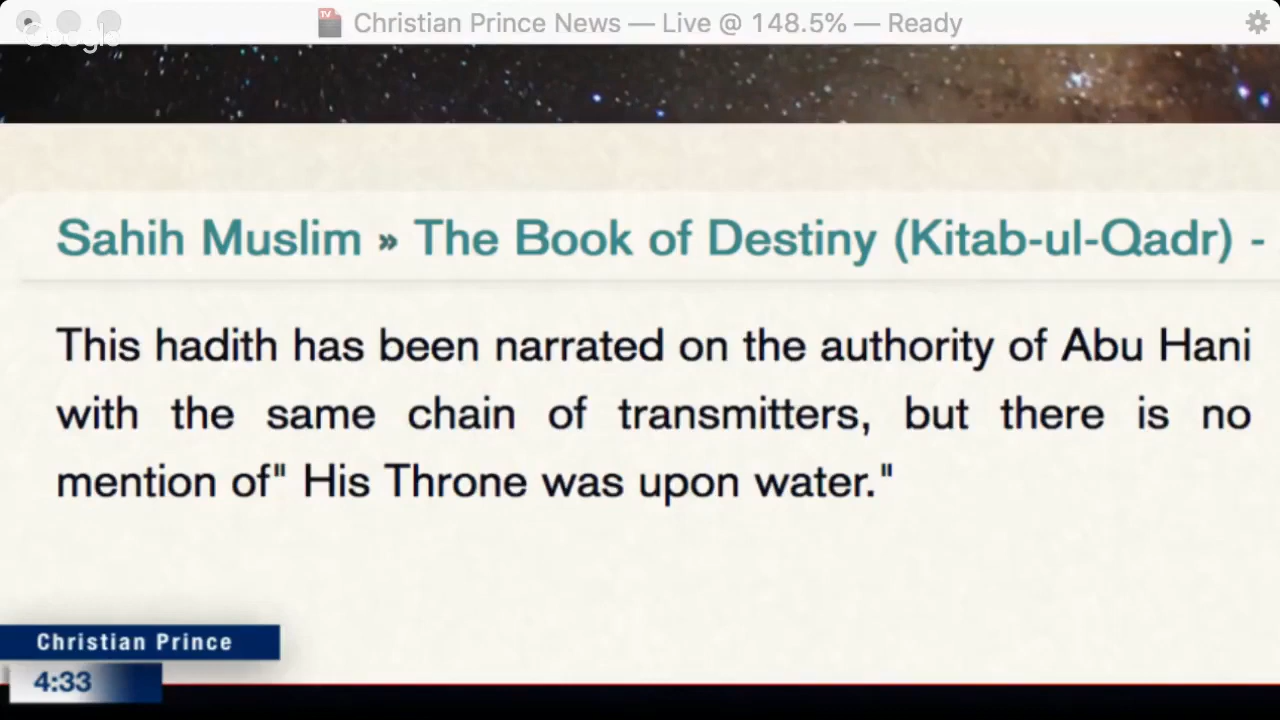 Christian Prince News — Live @ 148.5% — Ready
Google
TV
Sahih Muslim » The Book of Destiny (Kitab-ul-Qadr) -
This hadith has been narrated on the authority of Abu Hani
with the same chain of transmitters, but there is no
mention of" His Throne was upon water."
Christian Prince
4:33